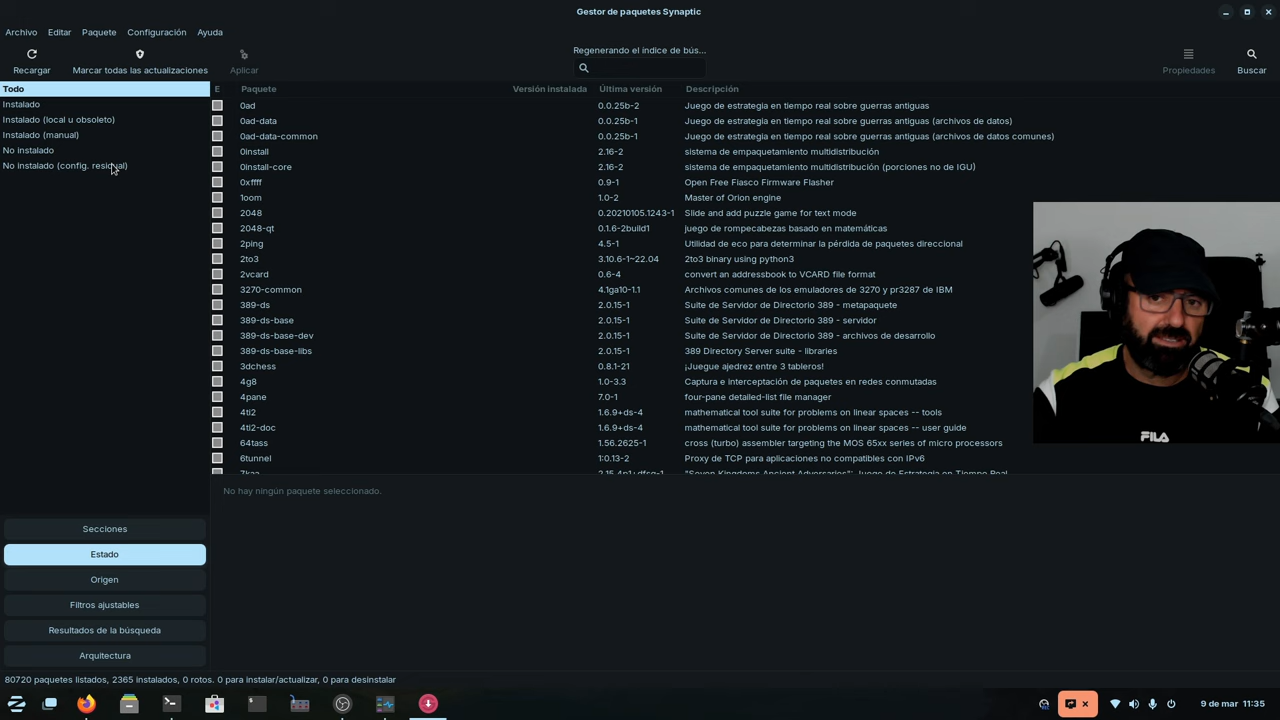 Gestor de paquetes Synaptic
Archivo Editar Paquete Configuración Ayuda
Regenerando el índice de bús...
Recargar Marcar todas las actualizaciones Aplicar Propiedades Buscar
Todo
Instalado
Instalado (local u obsoleto)
Instalado (manual)
No instalado
No instalado (config. residual)
E Paquete Versión instalada Última versión Descripción
0ad 0.0.25b-2 Juego de estrategia en tiempo real sobre guerras antiguas
0ad-data 0.0.25b-1 Juego de estrategia en tiempo real sobre guerras antiguas (archivos de datos)
0ad-data-common 0.0.25b-1 Juego de estrategia en tiempo real sobre guerras antiguas (archivos de datos comunes)
0install 2.16-2 sistema de empaquetamiento multidistribución
0install-core 2.16-2 sistema de empaquetamiento multidistribución (porciones no de IGU)
0xffff 0.9-1 Open Free Fiasco Firmware Flasher
1oom 1.0-2 Master of Orion engine
2048 0.20210105.1243-1 Slide and add puzzle game for text mode
2048-qt 0.1.6-2build1 juego de rompecabezas basado en matemáticas
2ping 4.5-1 Utilidad de eco para determinar la pérdida de paquetes direccional
2to3 3.10.6-1~22.04 2to3 binary using python3
2vcard 0.6-4 convert an addressbook to VCARD file format
3270-common 4.1ga10-1.1 Archivos comunes de los emuladores de 3270 y pr3287 de IBM
389-ds 2.0.15-1 Suite de Servidor de Directorio 389 - metapaquete
389-ds-base 2.0.15-1 Suite de Servidor de Directorio 389 - servidor
389-ds-base-dev 2.0.15-1 Suite de Servidor de Directorio 389 - archivos de desarrollo
389-ds-base-libs 2.0.15-1 389 Directory Server suite - libraries
3dchess 0.8.1-21 ¡Juegue ajedrez entre 3 tableros!
4g8 1.0-3.3 Captura e interceptación de paquetes en redes conmutadas
4pane 7.0-1 four-pane detailed-list file manager
4ti2 1.6.9+ds-4 mathematical tool suite for problems on linear spaces -- tools
4ti2-doc 1.6.9+ds-4 mathematical tool suite for problems on linear spaces -- user guide
64tass 1.56.2625-1 cross (turbo) assembler targeting the MOS 65xx series of micro processors
6tunnel 1:0.13-2 Proxy de TCP para aplicaciones no compatibles con IPv6
7kaa 2.15.4p1+dfsg-1 "Seven Kingdoms Ancient Adversaries": Juego de Estrategia en Tiempo Real
FILA
No hay ningún paquete seleccionado.
Secciones
Estado
Origen
Filtros ajustables
Resultados de la búsqueda
Arquitectura
80720 paquetes listados, 2365 instalados, 0 rotos. 0 para instalar/actualizar, 0 para desinstalar
9 de mar 11:35